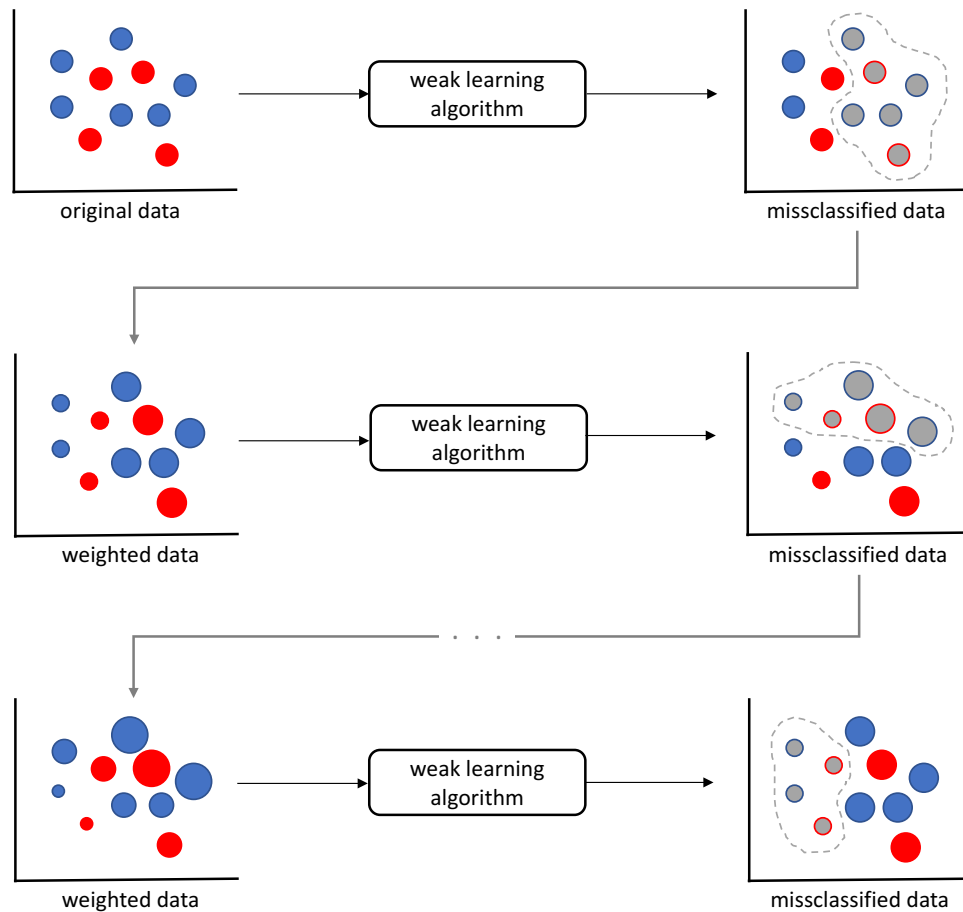 weak learning
algorithm
original data
missclassified data
weak learning
algorithm
weighted data
missclassified data
. . .
weak learning
algorithm
weighted data
missclassified data